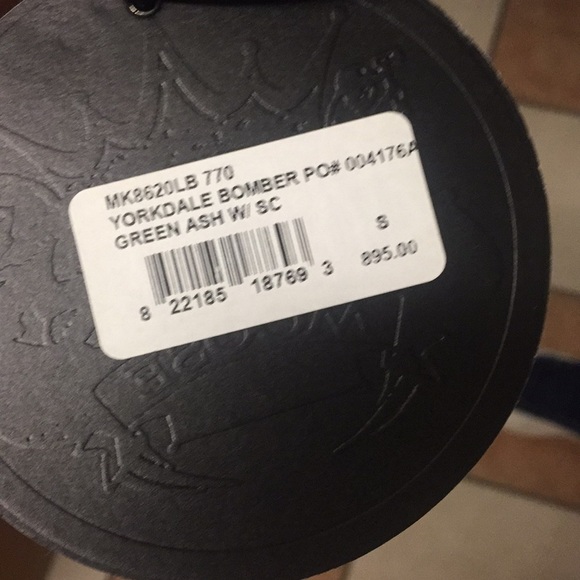 MK8620LB 770
YORKDALE BOMBER PO# 004176A
GREEN ASH W/ SC
S
895.00
8 22185 18769 3